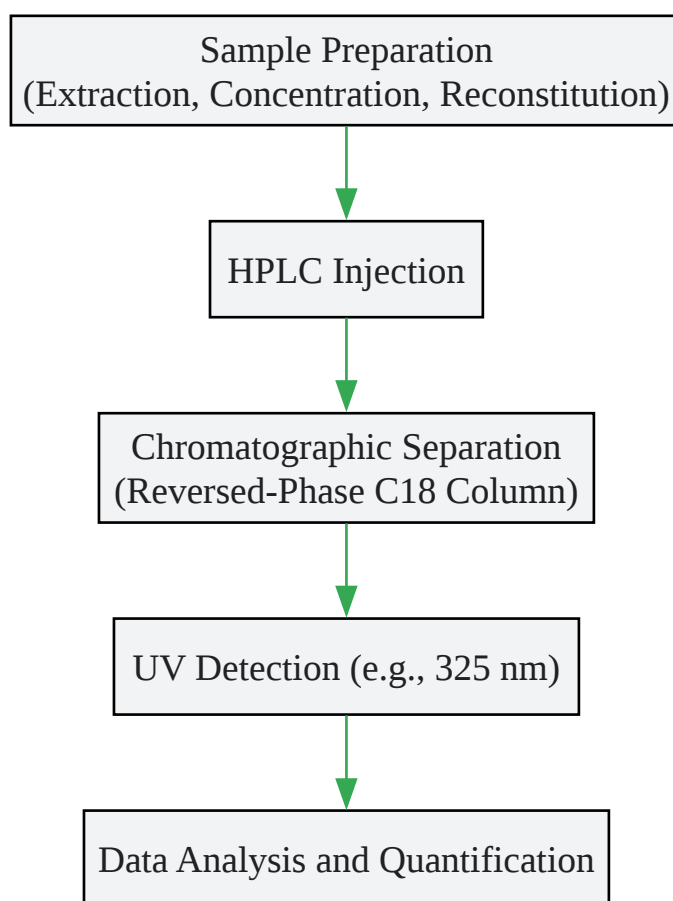 Sample Preparation
(Extraction, Concentration, Reconstitution)
HPLC Injection
Chromatographic Separation
(Reversed-Phase C18 Column)
UV Detection (e.g., 325 nm)
Data Analysis and Quantification